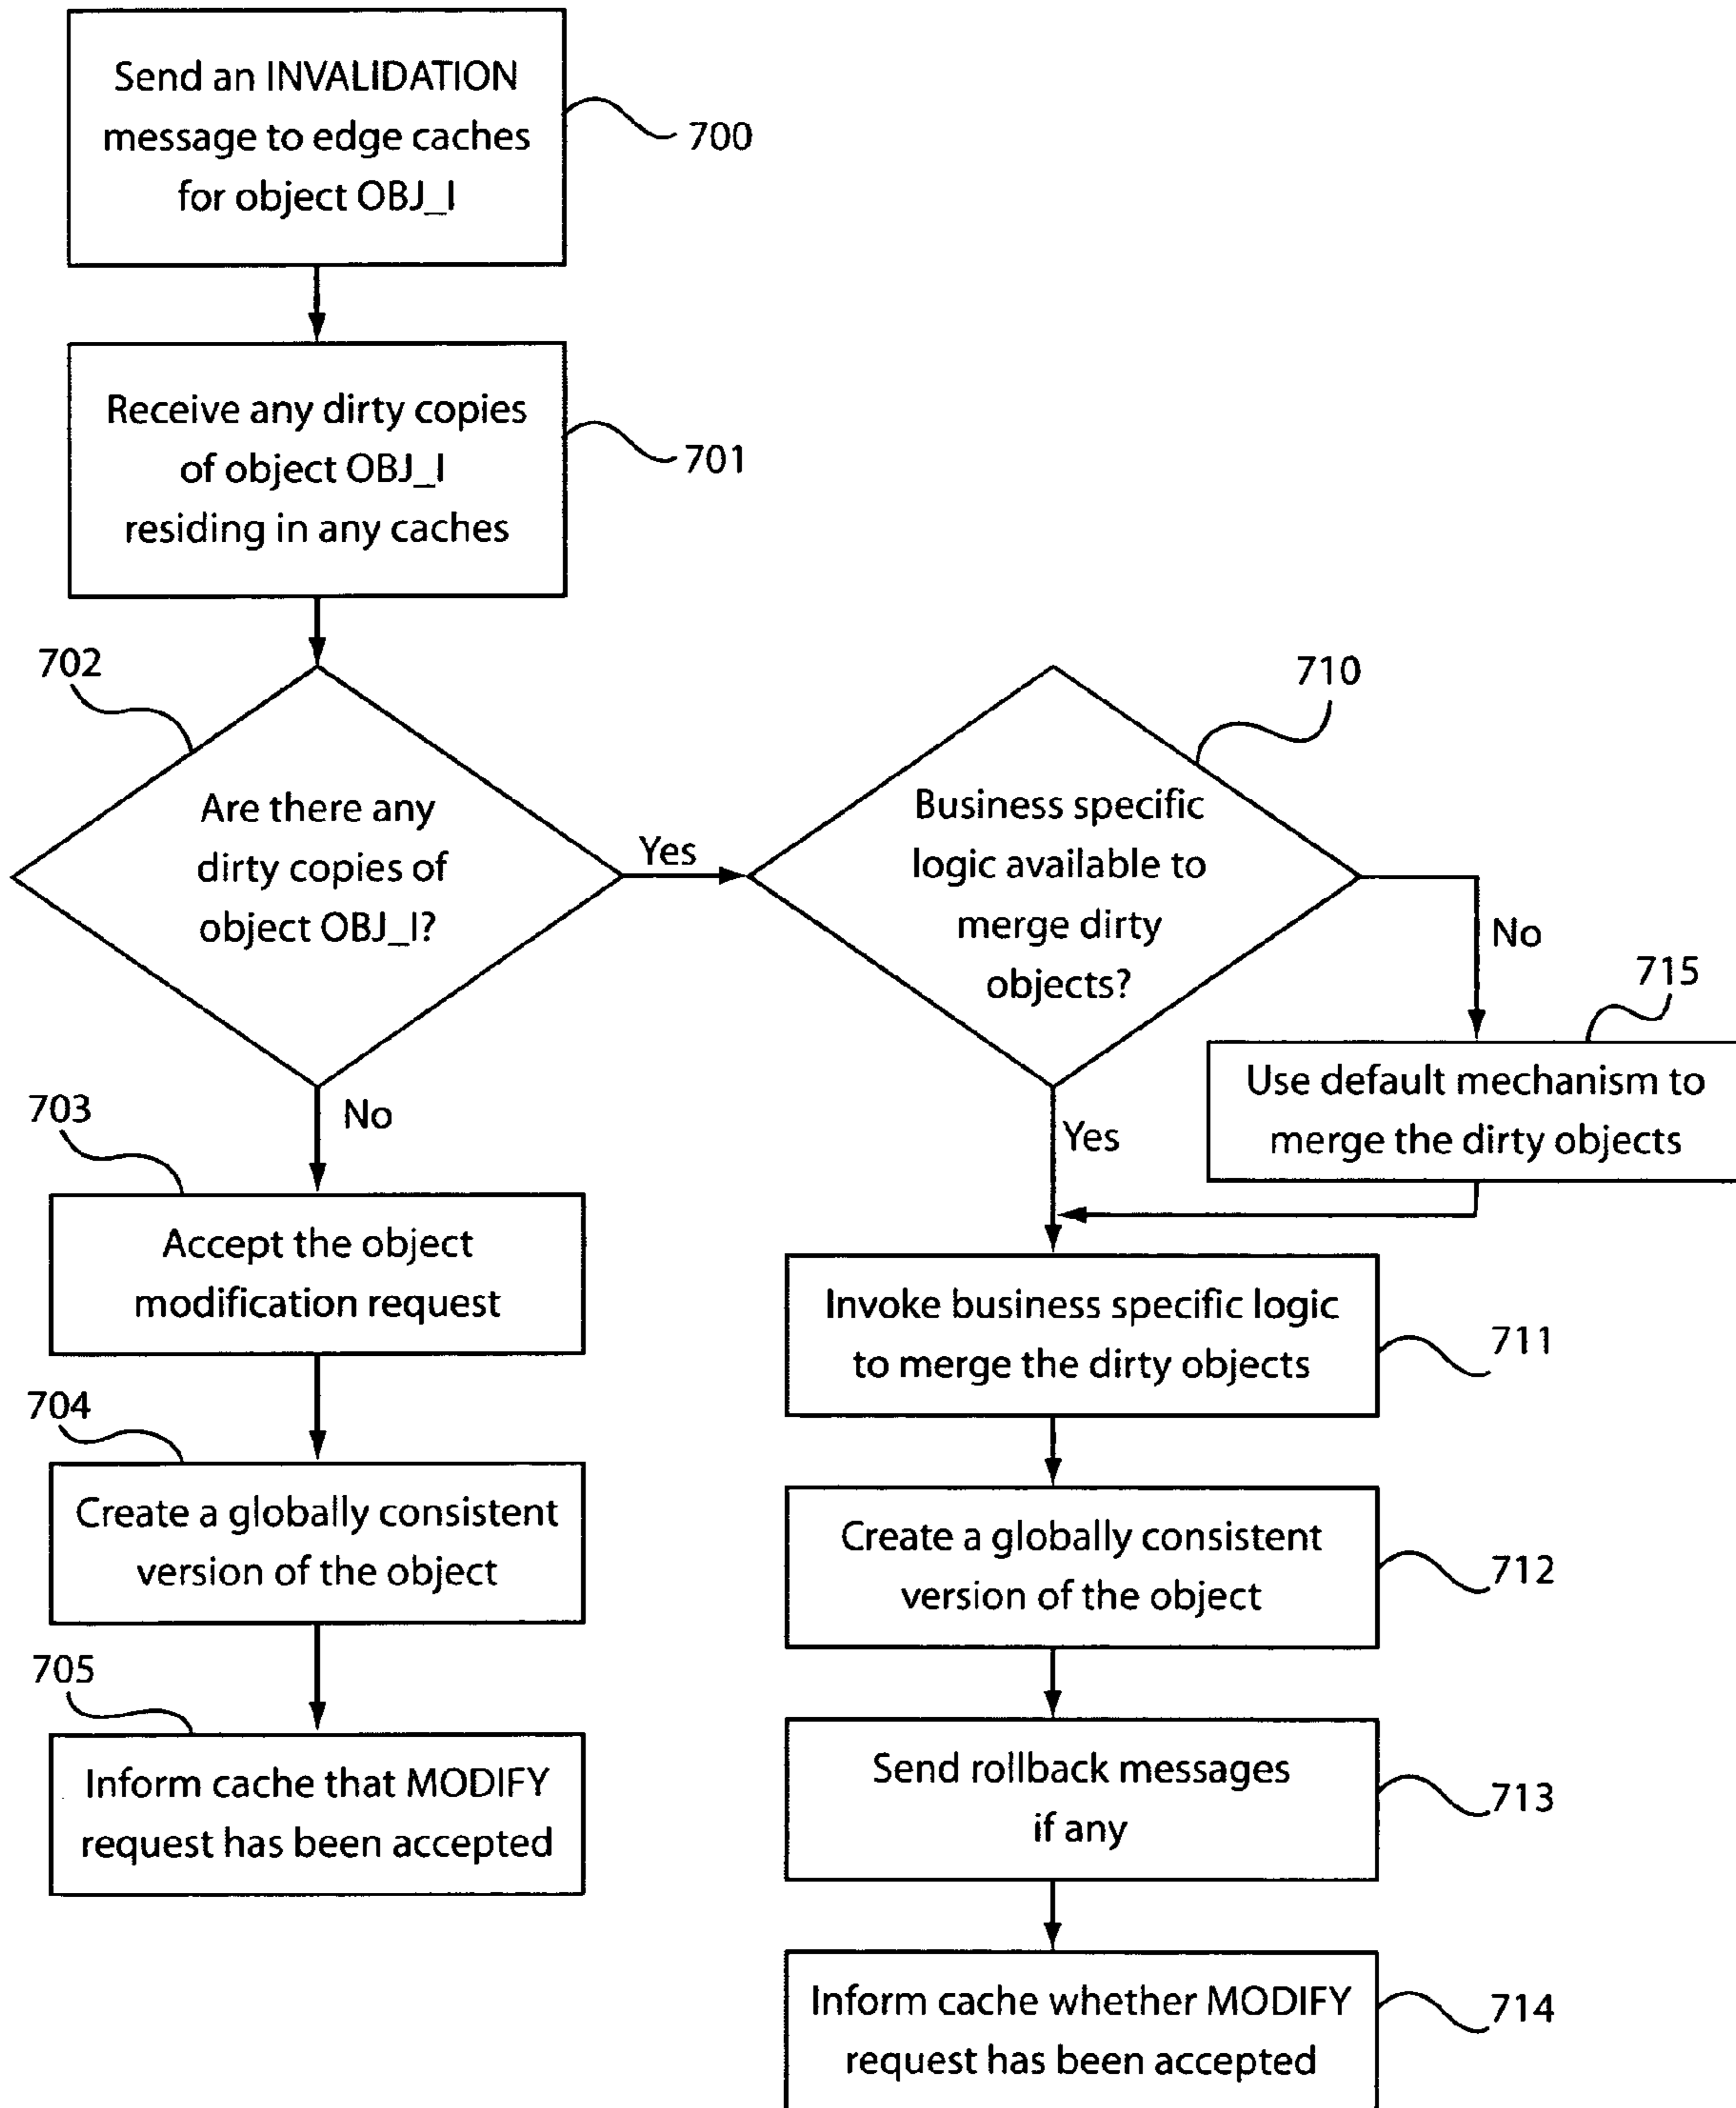 Send an INVALIDATION
message to edge caches
for object OBJ_I
700
Receive any dirty copies
of object OBJ_I
residing in any caches
701
702
Are there any
dirty copies of
object OBJ_I?
Yes
No
710
Business specific
logic available to
merge dirty
objects?
No
Yes
715
Use default mechanism to
merge the dirty objects
703
Accept the object
modification request
704
Create a globally consistent
version of the object
705
Inform cache that MODIFY
request has been accepted
Invoke business specific logic
to merge the dirty objects
711
Create a globally consistent
version of the object
712
Send rollback messages
if any
713
Inform cache whether MODIFY
request has been accepted
714